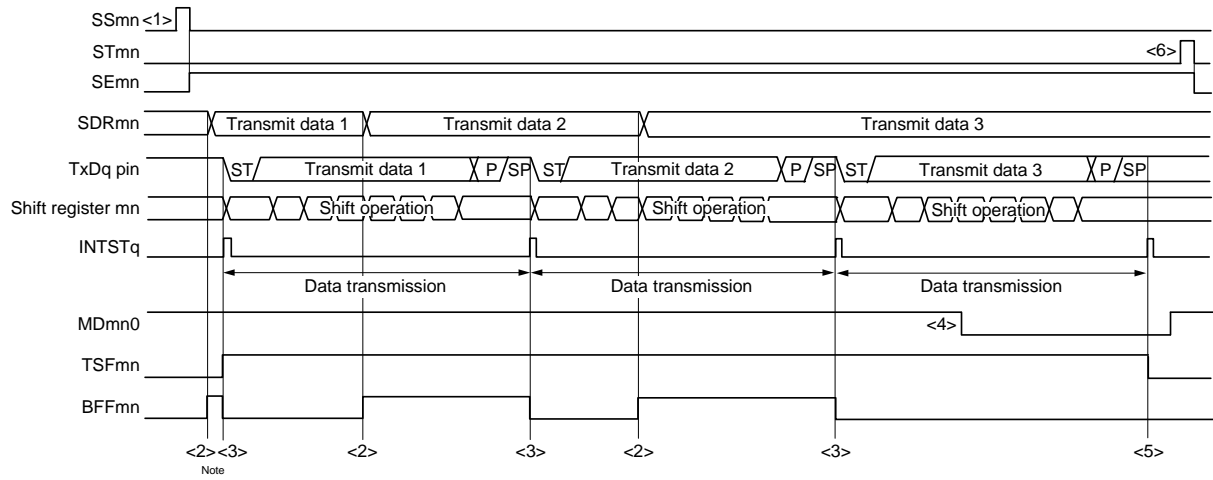 SSmn <1>
STmn <6>
SEmn
SDRmn Transmit data 1 Transmit data 2 Transmit data 3
TxDq pin ST Transmit data 1 P SP ST Transmit data 2 P SP ST Transmit data 3 P SP
Shift register mn Shift operation Shift operation Shift operation
INTSTq
Data transmission Data transmission Data transmission
MDmn0 <4>
TSFmn
BFFmn
<2> <3> <2> <3> <2> <3> <5>
Note